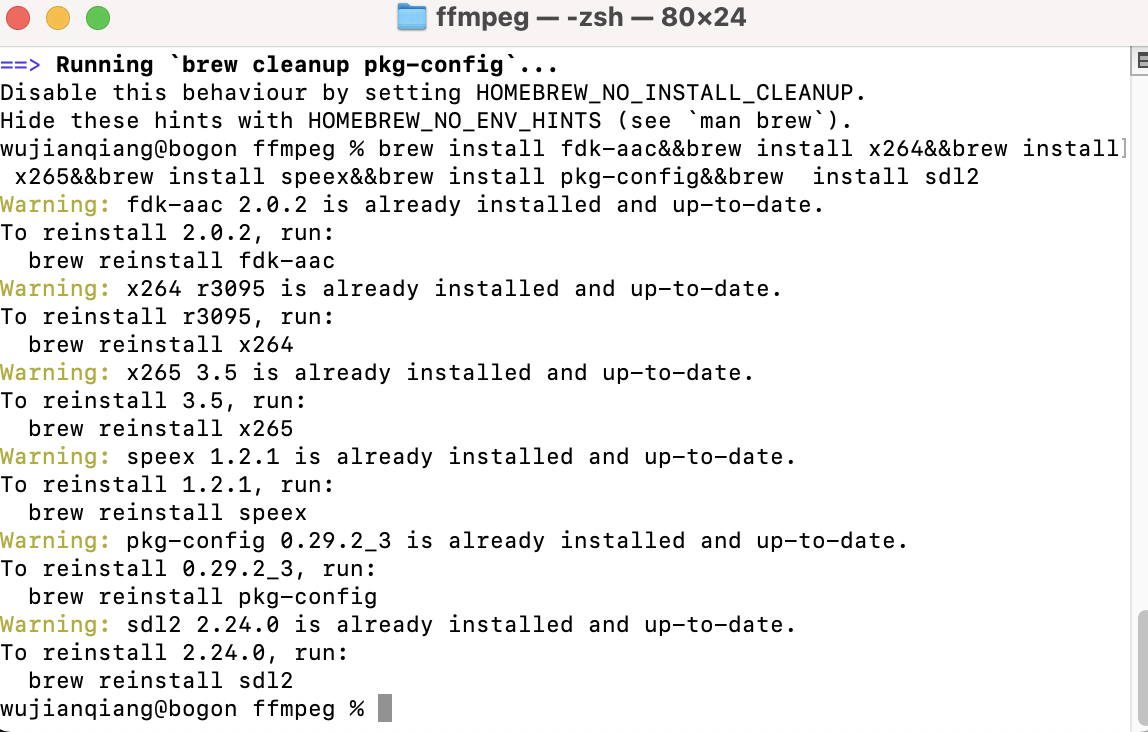 ffmpeg — -zsh — 80×24
==> Running `brew cleanup pkg-config`...
Disable this behaviour by setting HOMEBREW_NO_INSTALL_CLEANUP.
Hide these hints with HOMEBREW_NO_ENV_HINTS (see `man brew`).
wujianqiang@bogon ffmpeg % brew install fdk-aac&&brew install x264&&brew install]
 x265&&brew install speex&&brew install pkg-config&&brew  install sdl2
Warning: fdk-aac 2.0.2 is already installed and up-to-date.
To reinstall 2.0.2, run:
  brew reinstall fdk-aac
Warning: x264 r3095 is already installed and up-to-date.
To reinstall r3095, run:
  brew reinstall x264
Warning: x265 3.5 is already installed and up-to-date.
To reinstall 3.5, run:
  brew reinstall x265
Warning: speex 1.2.1 is already installed and up-to-date.
To reinstall 1.2.1, run:
  brew reinstall speex
Warning: pkg-config 0.29.2_3 is already installed and up-to-date.
To reinstall 0.29.2_3, run:
  brew reinstall pkg-config
Warning: sdl2 2.24.0 is already installed and up-to-date.
To reinstall 2.24.0, run:
  brew reinstall sdl2
wujianqiang@bogon ffmpeg %